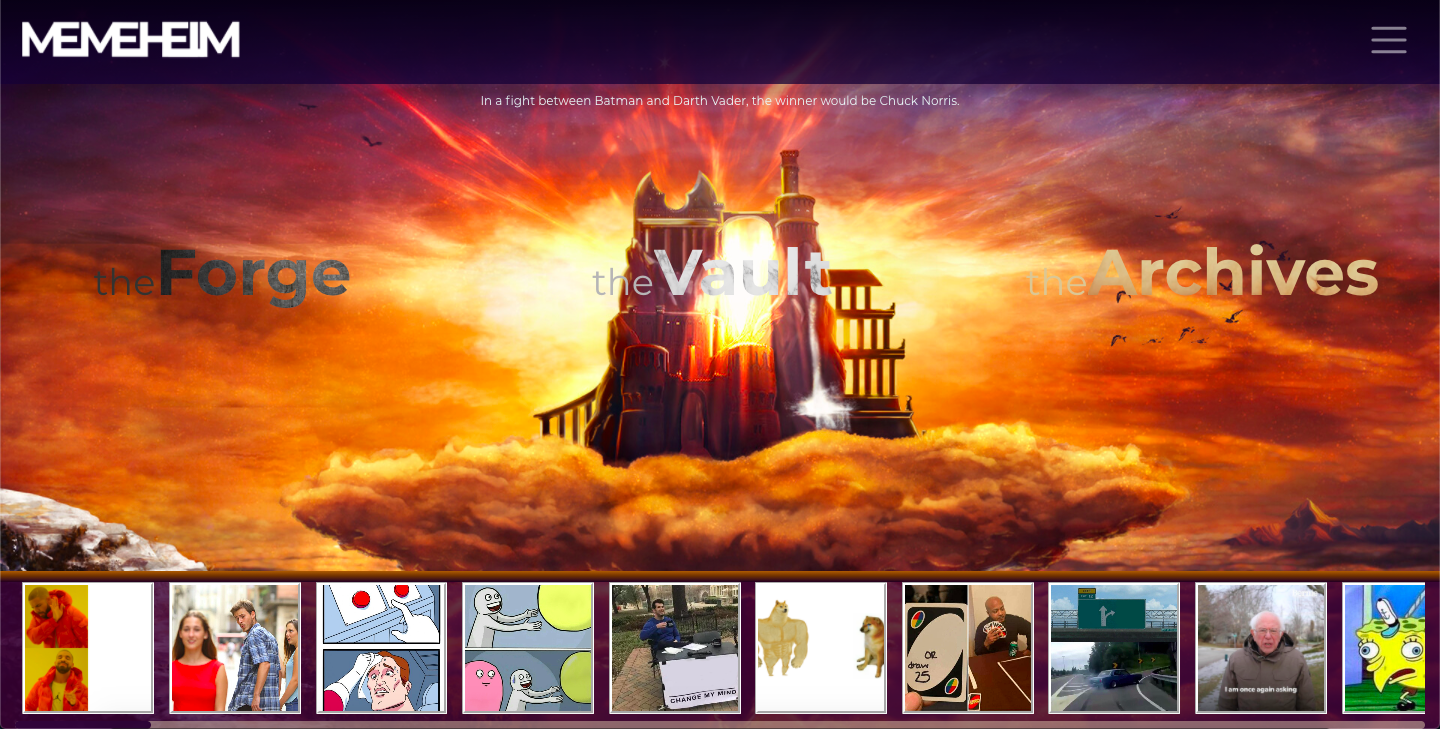 MEMEHEIM
In a fight between Batman and Darth Vader, the winner would be Chuck Norris.
theForge
theVault
theArchives
OR
draw
25
CHANGE MY MIND
I am once again asking